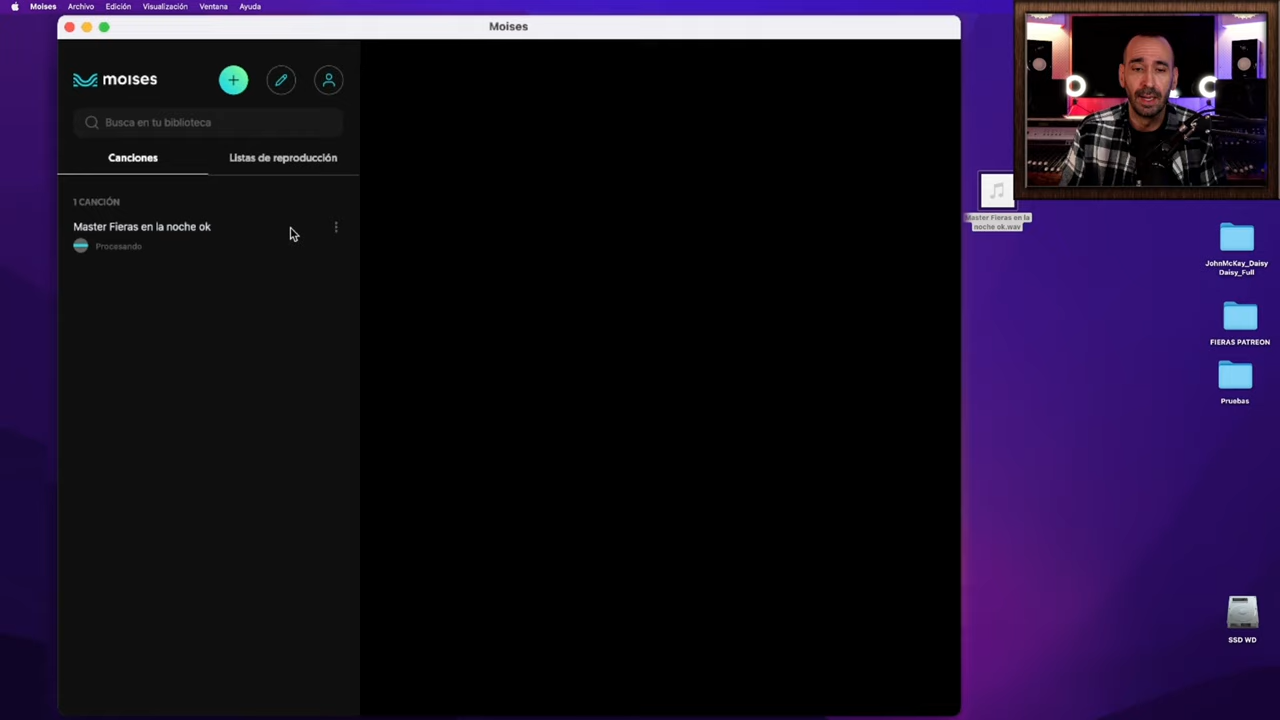 Moises Archivo Edición Visualización Ventana Ayuda
Moises
moises
Busca en tu biblioteca
Canciones Listas de reproducción
1 CANCIÓN
Master Fieras en la noche ok
Procesando
Master Fieras en la
noche ok.wav
JohnMcKay_Daisy
Daisy_Full
FIERAS PATREON
Pruebas
SSD WD